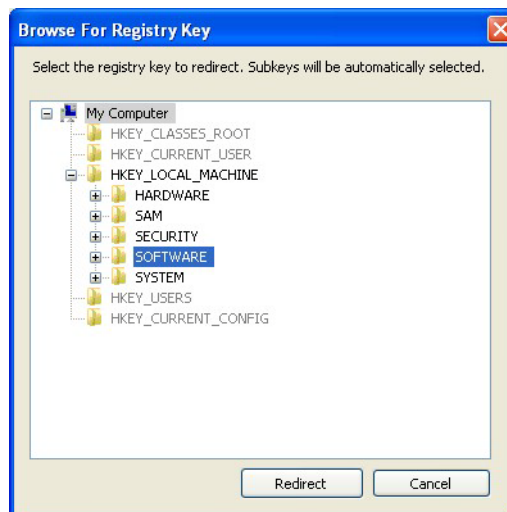 Browse For Registry Key
Select the registry key to redirect. Subkeys will be automatically selected.
My Computer
HKEY_CLASSES_ROOT
HKEY_CURRENT_USER
HKEY_LOCAL_MACHINE
HARDWARE
SAM
SECURITY
SOFTWARE
SYSTEM
HKEY_USERS
HKEY_CURRENT_CONFIG
Redirect Cancel